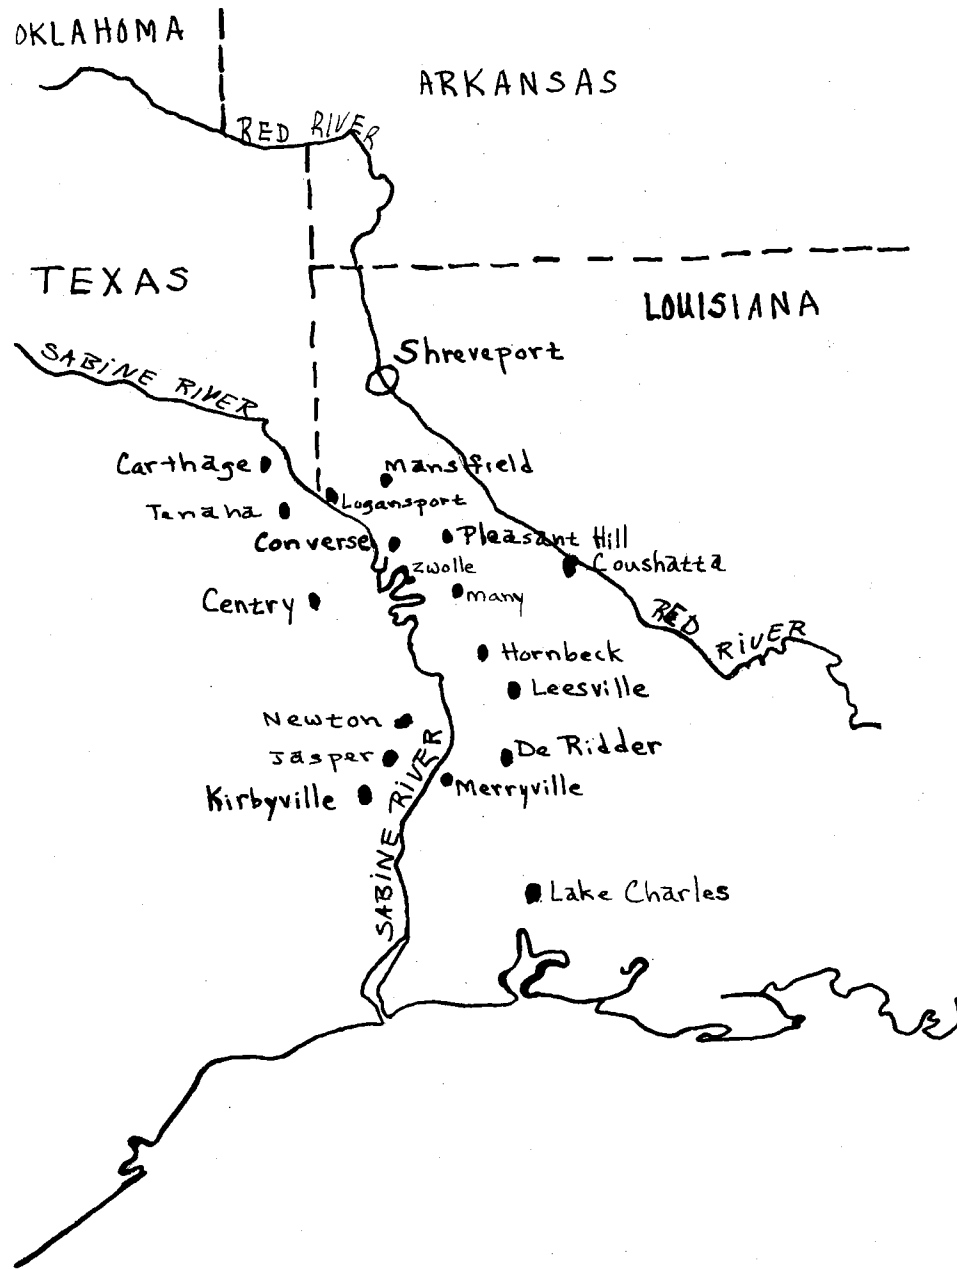 OKLAHOMA
ARKANSAS
RED RIVER
TEXAS
LOUISIANA
SABINE RIVER
Shreveport
Carthage
Mansfield
Logansport
Tenaha
Converse
Pleasant Hill
Zwolle
Coushatta
Centry
Many
RED RIVER
Hornbeck
Leesville
Newton
Jasper
De Ridder
Kirbyville
Merryville
SABINE RIVER
Lake Charles